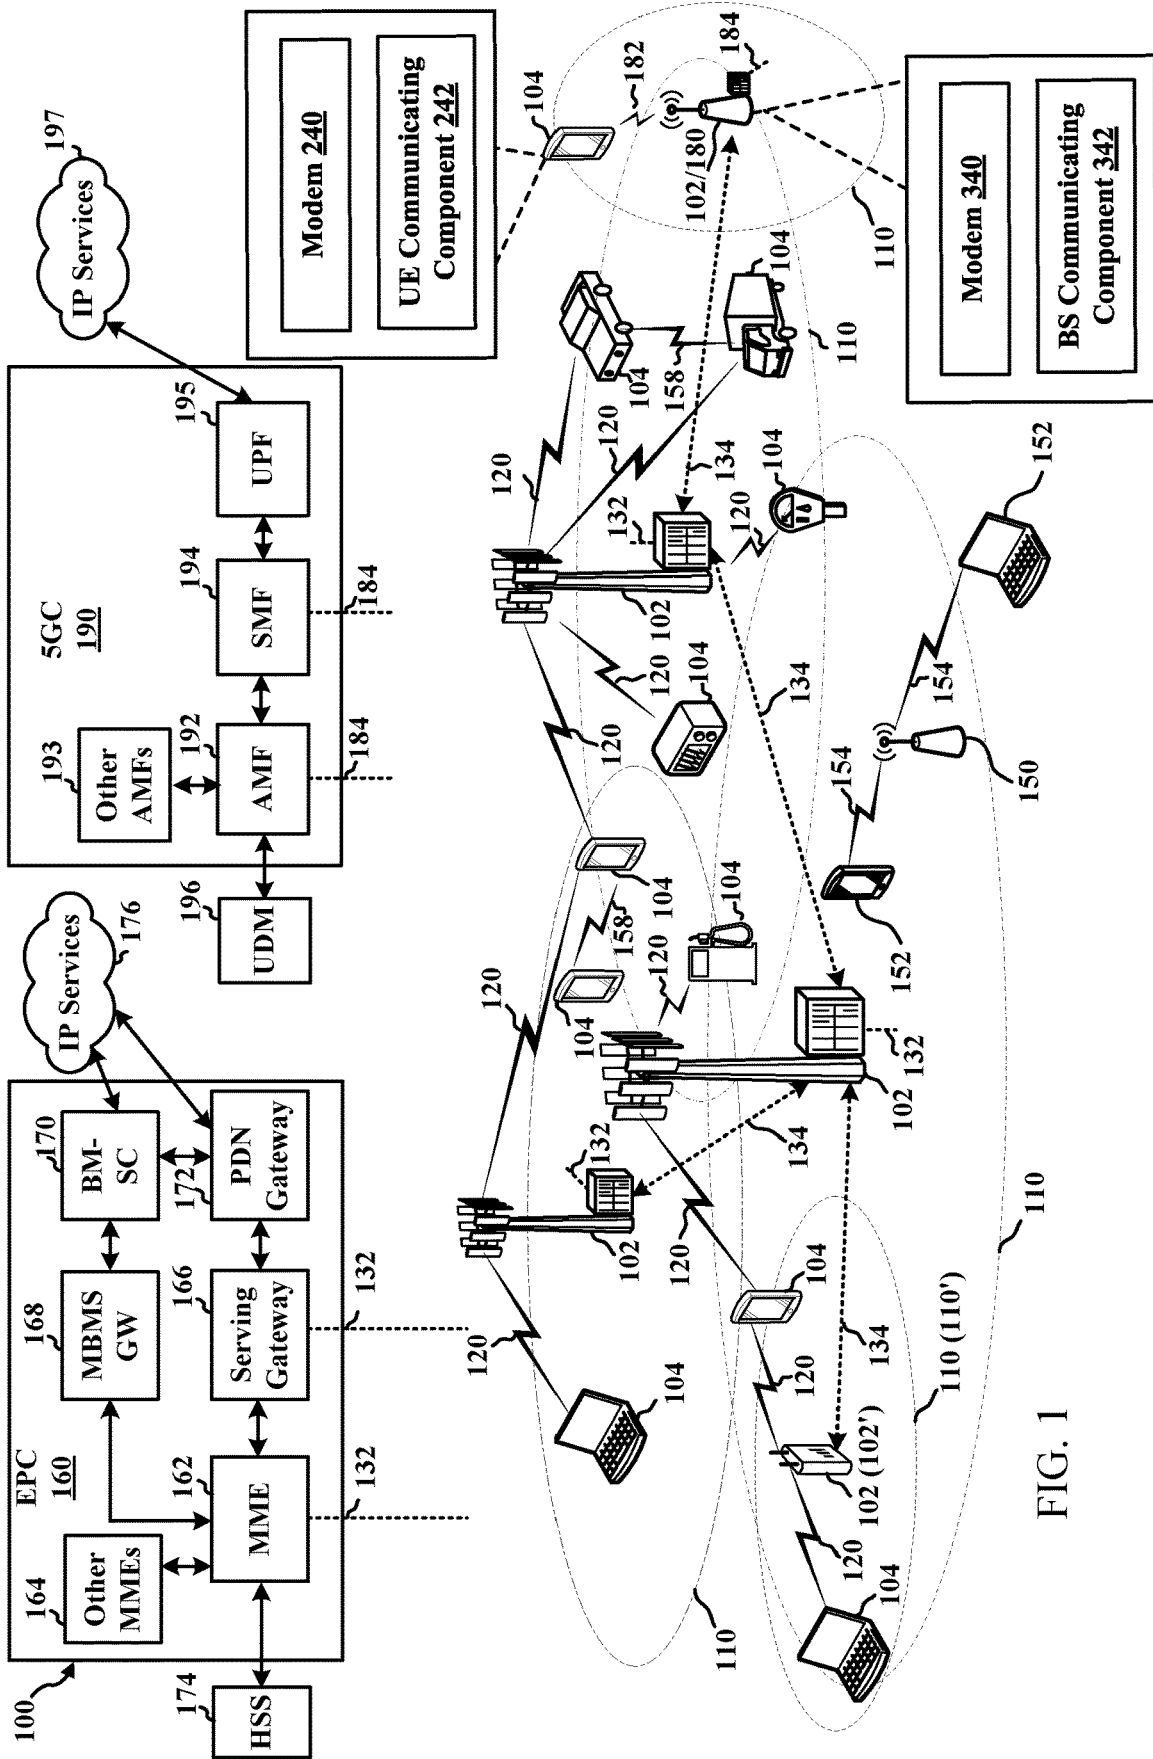 100
EPC
160
164
Other
MMEs
162
MME
174
HSS
168
MBMS
GW
166
Serving
Gateway
170
BM-
SC
172
PDN
Gateway
132
132
IP Services
176
5GC
190
193
Other
AMFs
192
AMF
196
UDM
194
SMF
195
UPF
184
184
IP Services
197
Modem 240
UE Communicating
Component 242
104
182
184
102/180
110
Modem 340
BS Communicating
Component 342
120
120
104
158
104
110
134
132
102
120
104
120
104
120
134
120
104
158
104
120
104
132
102
134
132
102
120
104
120
104
120
134
102 (102')
120
104
110
110 (110')
110
152
154
150
154
152
FIG. 1